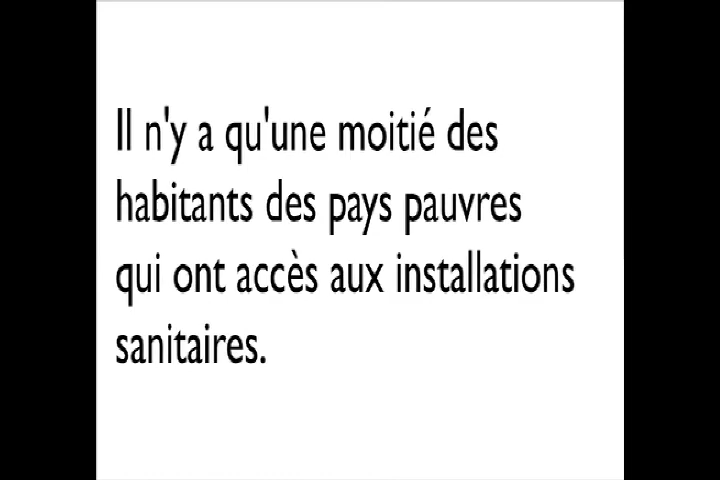 Il n'y a qu'une moitié des
habitants des pays pauvres
qui ont accès aux installations
sanitaires.